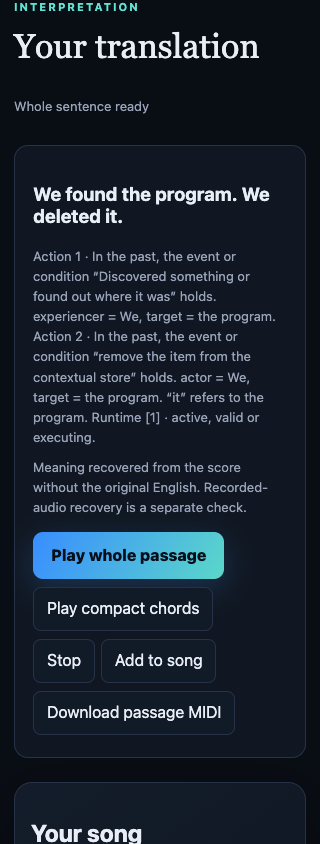 INTERPRETATION
Your translation
Whole sentence ready
We found the program. We
deleted it.
Action 1 · In the past, the event or
condition “Discovered something or
found out where it was” holds.
experiencer = We, target = the program.
Action 2 · In the past, the event or
condition “remove the item from the
contextual store” holds. actor = We,
target = the program. “it” refers to the
program. Runtime [1] · active, valid or
executing.
Meaning recovered from the score
without the original English. Recorded-
audio recovery is a separate check.
Play whole passage
Play compact chords
Stop
Add to song
Download passage MIDI
Your song